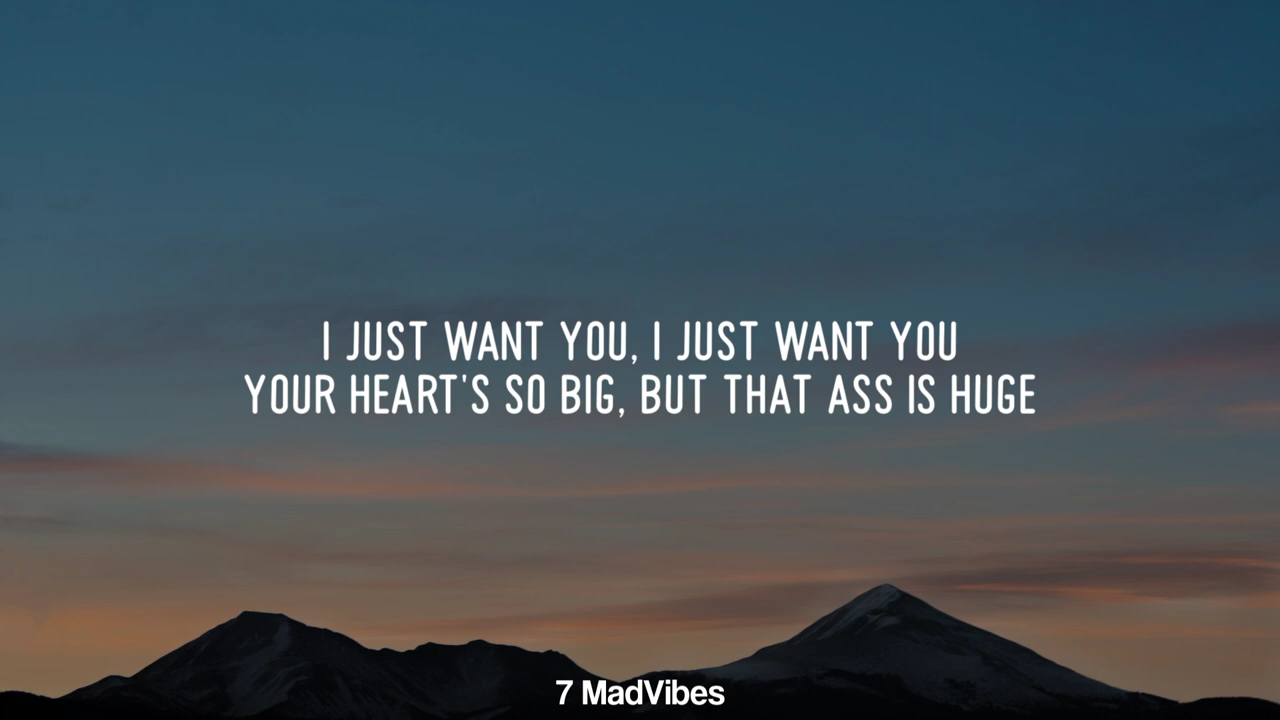 I JUST WANT YOU, I JUST WANT YOU
YOUR HEART'S SO BIG, BUT THAT ASS IS HUGE
7 MadVibes